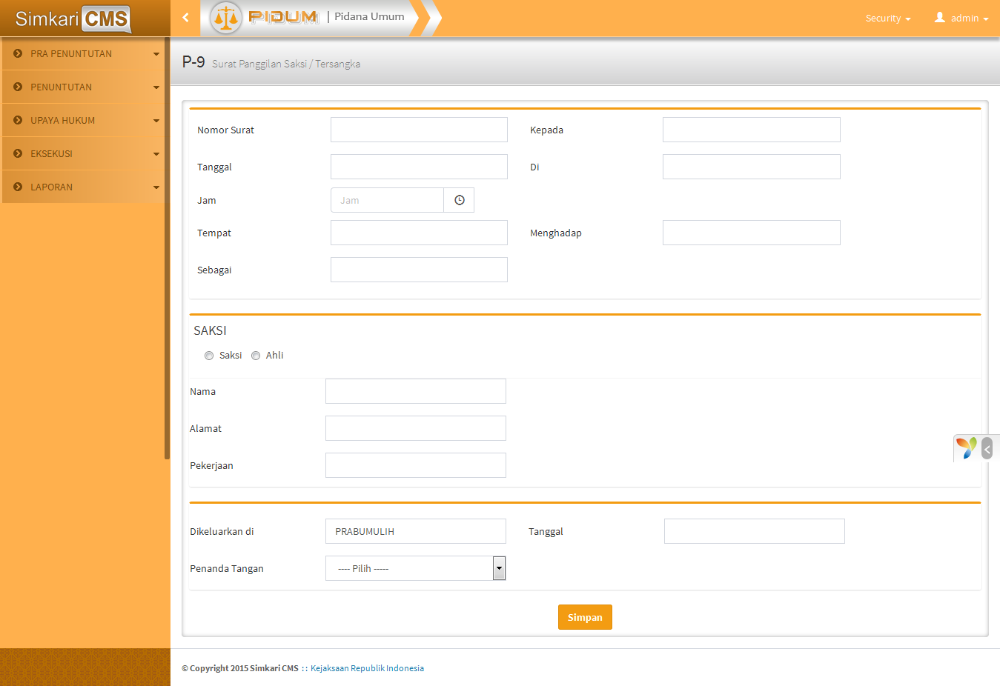 Simkari CMS
PIDUM | Pidana Umum
Security
admin
PRA PENUNTUTAN
PENUNTUTAN
UPAYA HUKUM
EKSEKUSI
LAPORAN
P-9 Surat Panggilan Saksi / Tersangka
Nomor Surat
Kepada
Tanggal
Di
Jam
Jam
Tempat
Menghadap
Sebagai
SAKSI
Saksi
Ahli
Nama
Alamat
Pekerjaan
Dikeluarkan di
PRABUMULIH
Tanggal
Penanda Tangan
---- Pilih -----
Simpan
© Copyright 2015 Simkari CMS :: Kejaksaan Republik Indonesia